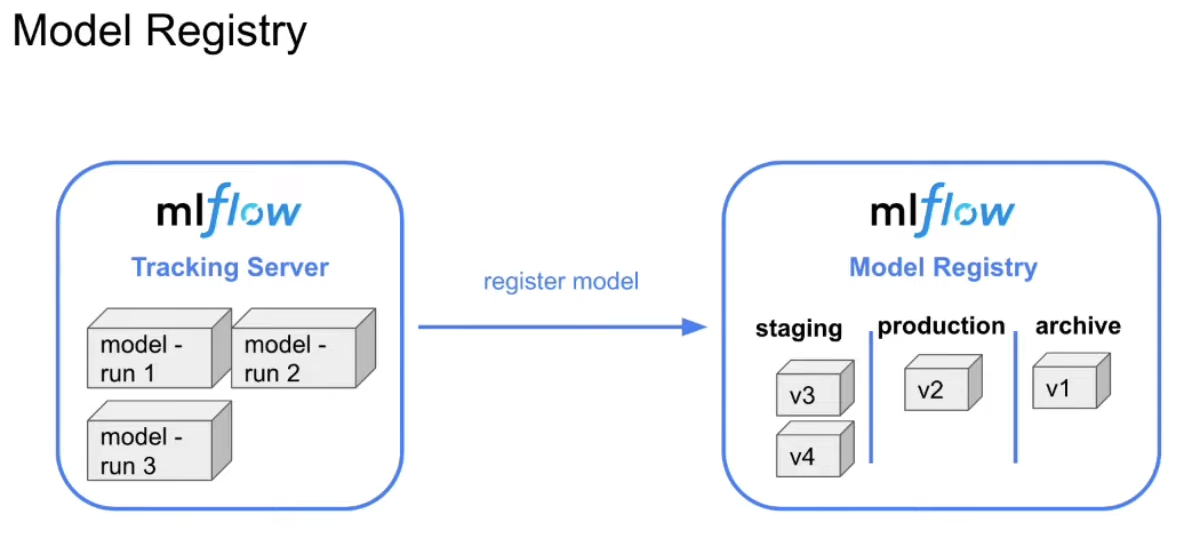 Model Registry
mlflow
Tracking Server
model -
run 1
model -
run 2
model -
run 3
register model
mlflow
Model Registry
staging
production
archive
v3
v4
v2
v1